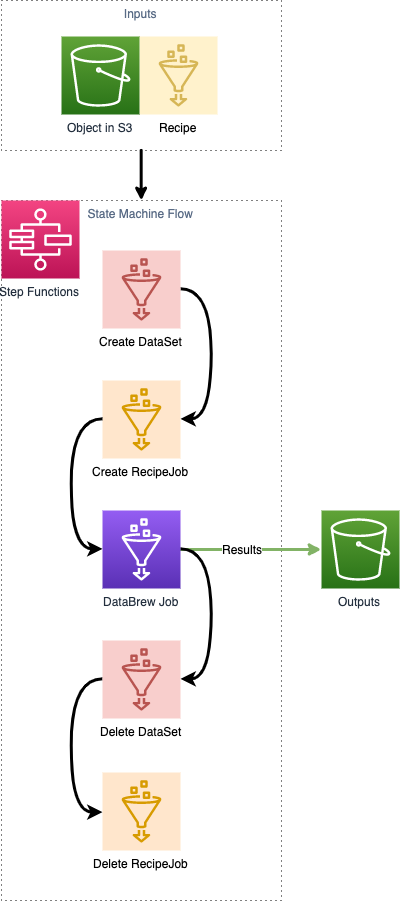 Inputs
Object in S3
Recipe
State Machine Flow
Step Functions
Create DataSet
Create RecipeJob
Results
DataBrew Job
Outputs
Delete DataSet
Delete RecipeJob